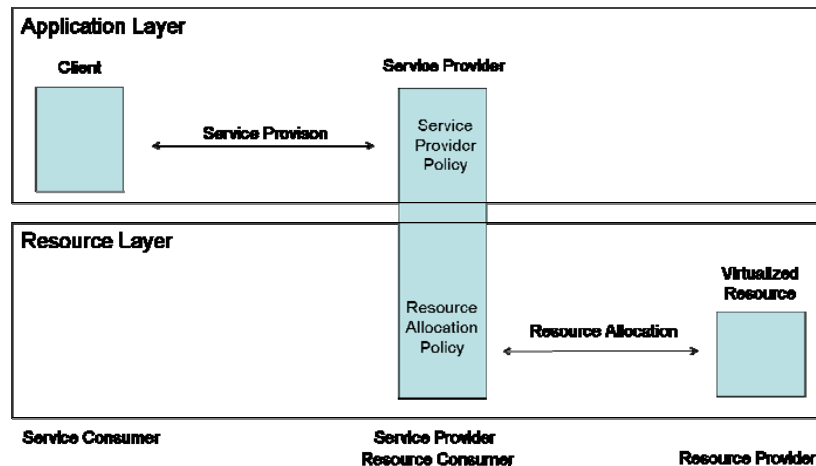 Application Layer
Client
Service Provider
Service Provison
Service
Provider
Policy
Resource Layer
Virtualized
Resource
Resource
Allocation
Policy
Resource Allocation
Service Consumer
Service Provider
Resource Consumer
Resource Provider